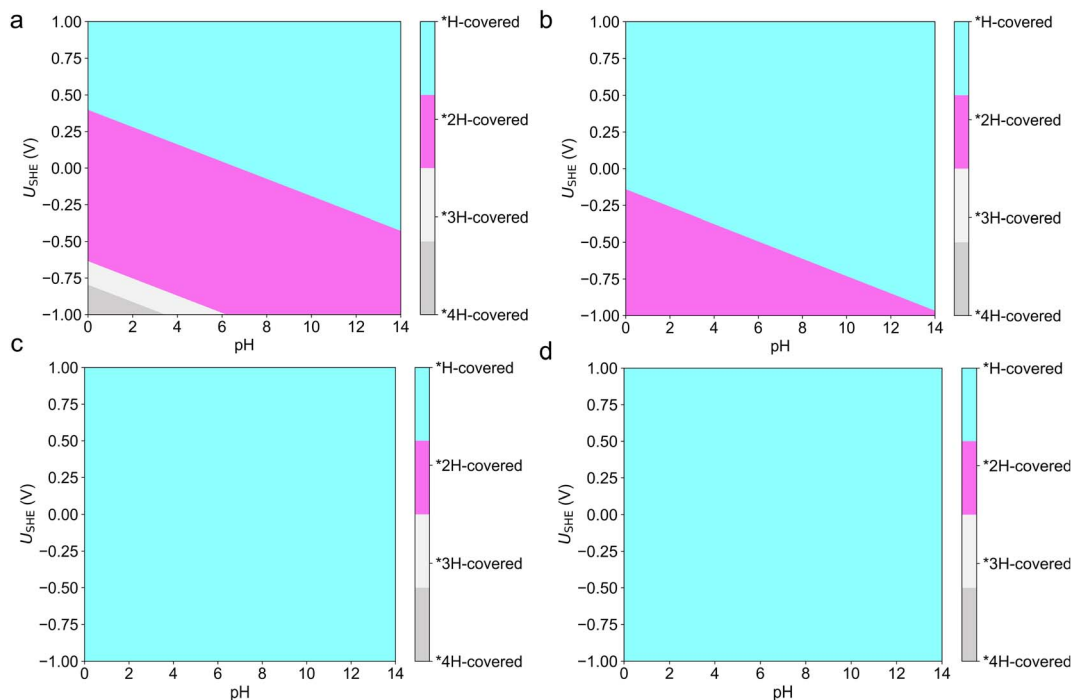 a
1.00
0.75
0.50
0.25
0.00
−0.25
−0.50
−0.75
−1.00
U_SHE (V)
0 2 4 6 8 10 12 14
pH
*H-covered
*2H-covered
*3H-covered
*4H-covered
b
1.00
0.75
0.50
0.25
0.00
−0.25
−0.50
−0.75
−1.00
U_SHE (V)
0 2 4 6 8 10 12 14
pH
*H-covered
*2H-covered
*3H-covered
*4H-covered
c
1.00
0.75
0.50
0.25
0.00
−0.25
−0.50
−0.75
−1.00
U_SHE (V)
0 2 4 6 8 10 12 14
pH
*H-covered
*2H-covered
*3H-covered
*4H-covered
d
1.00
0.75
0.50
0.25
0.00
−0.25
−0.50
−0.75
−1.00
U_SHE (V)
0 2 4 6 8 10 12 14
pH
*H-covered
*2H-covered
*3H-covered
*4H-covered